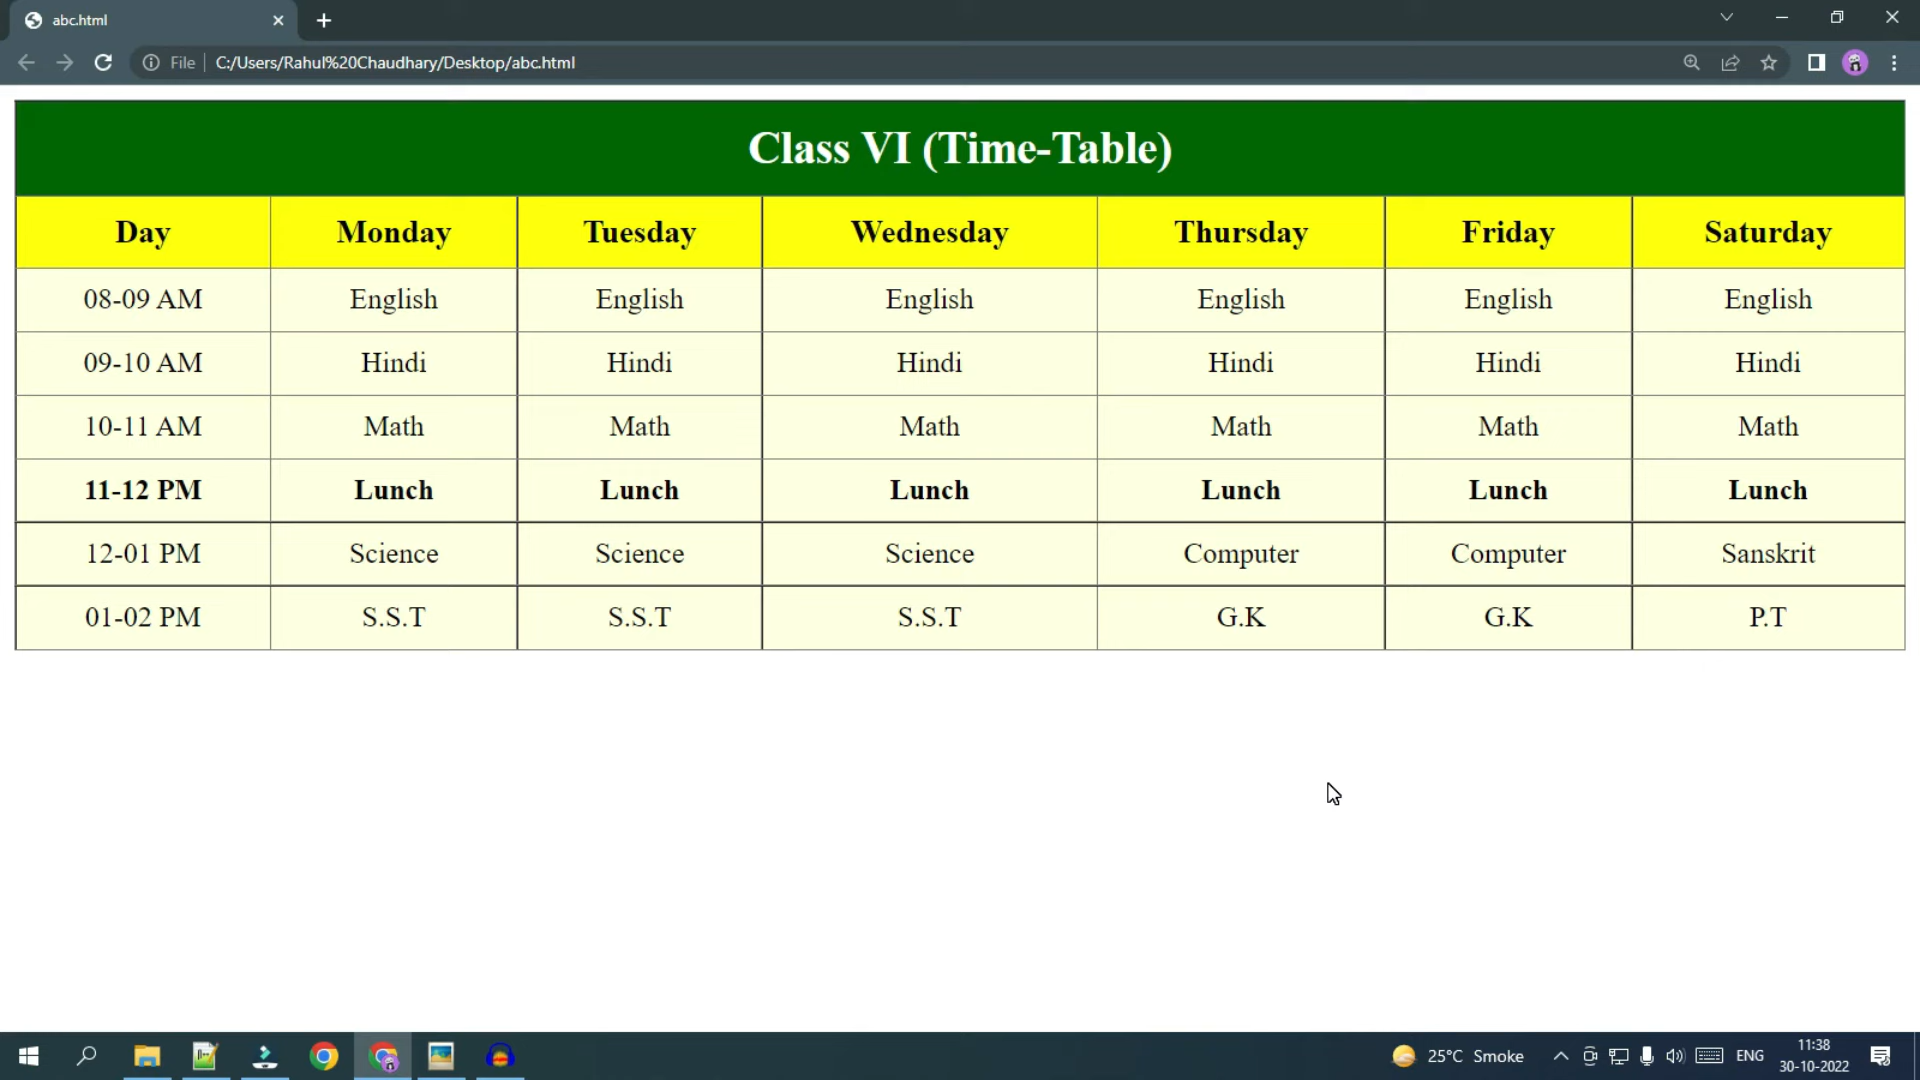 abc.html
File C:/Users/Rahul%20Chaudhary/Desktop/abc.html
Class VI (Time-Table)
Day Monday Tuesday Wednesday Thursday Friday Saturday
08-09 AM English English English English English English
09-10 AM Hindi Hindi Hindi Hindi Hindi Hindi
10-11 AM Math Math Math Math Math Math
11-12 PM Lunch Lunch Lunch Lunch Lunch Lunch
12-01 PM Science Science Science Computer Computer Sanskrit
01-02 PM S.S.T S.S.T S.S.T G.K G.K P.T
25°C Smoke ENG 11:38
30-10-2022